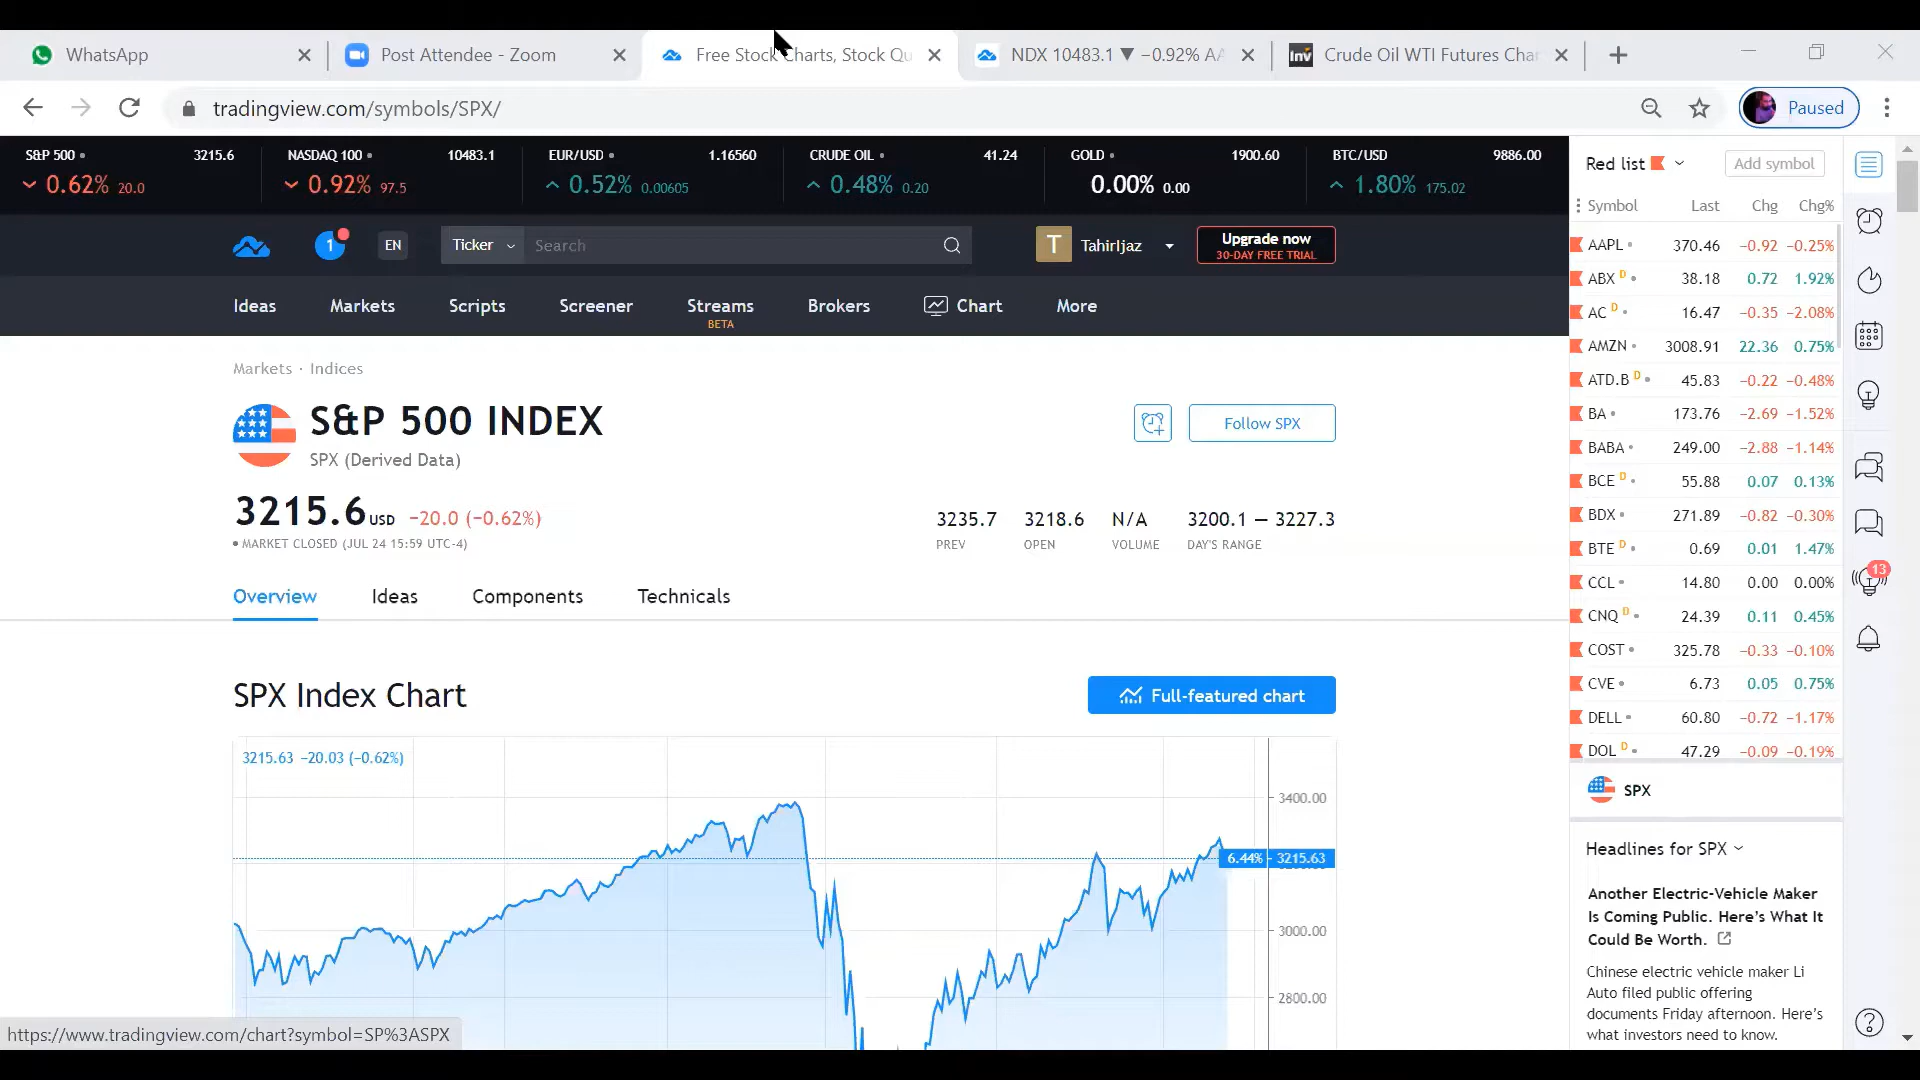 WhatsApp
Post Attendee - Zoom
Free Stock Charts, Stock Qu
NDX 10483.1 ▼ −0.92% AA
Inv
Crude Oil WTI Futures Char
tradingview.com/symbols/SPX/
Paused
S&P 500 3215.6
0.62% 20.0
NASDAQ 100 10483.1
0.92% 97.5
EUR/USD 1.16560
0.52% 0.00605
CRUDE OIL 41.24
0.48% 0.20
GOLD 1900.60
0.00% 0.00
BTC/USD 9886.00
1.80% 175.02
1
EN
Ticker
Search
T
TahirIjaz
Upgrade now
30-DAY FREE TRIAL
Ideas
Markets
Scripts
Screener
Streams
BETA
Brokers
Chart
More
Markets · Indices
S&P 500 INDEX
SPX (Derived Data)
Follow SPX
3215.6 USD −20.0 (−0.62%)
MARKET CLOSED (JUL 24 15:59 UTC-4)
3235.7 3218.6 N/A 3200.1 — 3227.3
PREV OPEN VOLUME DAY'S RANGE
Overview
Ideas
Components
Technicals
SPX Index Chart
Full-featured chart
3215.63 −20.03 (−0.62%)
3400.00
6.44% 3215.63
3000.00
2800.00
https://www.tradingview.com/chart?symbol=SP%3ASPX
Red list
Add symbol
Symbol Last Chg Chg%
AAPL 370.46 −0.92 −0.25%
ABX D 38.18 0.72 1.92%
AC D 16.47 −0.35 −2.08%
AMZN 3008.91 22.36 0.75%
ATD.B D 45.83 −0.22 −0.48%
BA 173.76 −2.69 −1.52%
BABA 249.00 −2.88 −1.14%
BCE D 55.88 0.07 0.13%
BDX 271.89 −0.82 −0.30%
BTE D 0.69 0.01 1.47%
CCL 14.80 0.00 0.00%
CNQ D 24.39 0.11 0.45%
COST 325.78 −0.33 −0.10%
CVE 6.73 0.05 0.75%
DELL 60.80 −0.72 −1.17%
DOL D 47.29 −0.09 −0.19%
13
SPX
Headlines for SPX
Another Electric-Vehicle Maker
Is Coming Public. Here's What It
Could Be Worth.
Chinese electric vehicle maker Li
Auto filed public offering
documents Friday afternoon. Here's
what investors need to know.